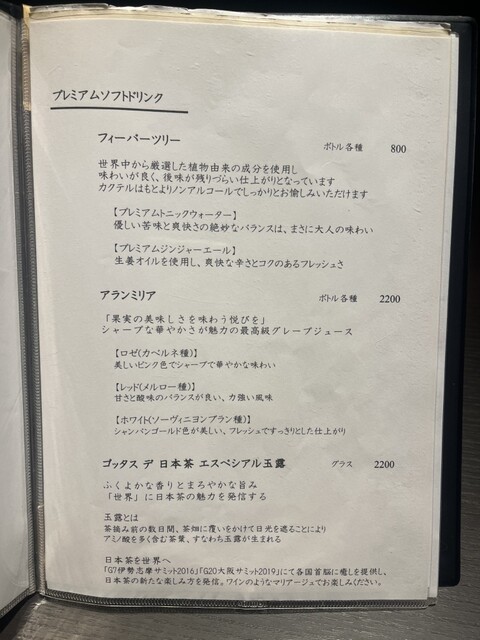 プレミアムソフトドリンク
フィーバーツリー ボトル各種 800
世界中から厳選した植物由来の成分を使用し
味わいが良く、後味が残りづらい仕上がりとなっています
カクテルはもとよりノンアルコールでしっかりとお愉しみいただけます
【プレミアムトニックウォーター】
優しい苦味と爽快さの絶妙なバランスは、まさに大人の味わい
【プレミアムジンジャーエール】
生姜オイルを使用し、爽快な辛さとコクのあるフレッシュさ
アランミリア ボトル各種 2200
「果実の美味しさを味わう悦びを」
シャープな華やかさが魅力の最高級グレープジュース
【ロゼ(カベルネ種)】
美しいピンク色でシャープで華やかな味わい
【レッド(メルロー種)】
甘さと酸味のバランスが良い、力強い風味
【ホワイト(ソーヴィニヨンブラン種)】
シャンパンゴールド色が美しい、フレッシュですっきりとした仕上がり
ゴッタス デ 日本茶 エスペシアル玉露 グラス 2200
ふくよかな香りとまろやかな旨み
「世界」に日本茶の魅力を発信する
玉露とは
茶摘み前の数日間、茶畑に覆いをかけて日光を遮ることにより
アミノ酸を多く含む茶葉、すなわち玉露が生まれる
日本茶を世界へ
「G7伊勢志摩サミット2016」「G20大阪サミット2019」にて各国首脳に癒しを提供し、
日本茶の新たな楽しみ方を発信。ワインのようなマリアージュでお楽しみください。